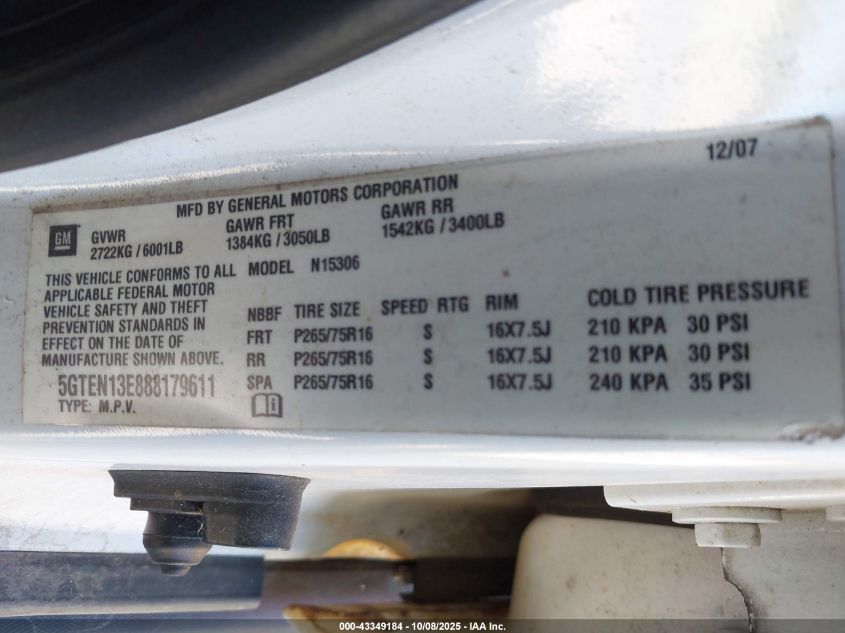 12/07
MFD BY GENERAL MOTORS CORPORATION
GM
GVWR GAWR FRT GAWR RR
2722KG / 6001LB 1384KG / 3050LB 1542KG / 3400LB
THIS VEHICLE CONFORMS TO ALL
APPLICABLE FEDERAL MOTOR
VEHICLE SAFETY AND THEFT
PREVENTION STANDARDS IN
EFFECT ON THE DATE OF
MANUFACTURE SHOWN ABOVE.
5GTEN13E888179611
TYPE: M.P.V.
MODEL N15306
NBBF TIRE SIZE SPEED RTG RIM COLD TIRE PRESSURE
FRT P265/75R16 S 16X7.5J 210 KPA 30 PSI
RR P265/75R16 S 16X7.5J 210 KPA 30 PSI
SPA P265/75R16 S 16X7.5J 240 KPA 35 PSI
000-43349184 - 10/08/2025 - IAA Inc.